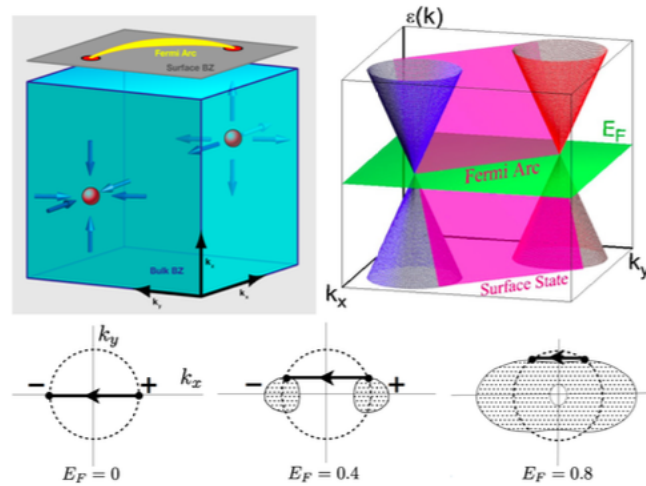 Fermi Arc
Surface BZ
Bulk BZ
k_y
k_x
ε(k)
E_F
Fermi Arc
k_x
k_y
Surface State
k_y
− +
k_x
E_F = 0
− +
E_F = 0.4
E_F = 0.8